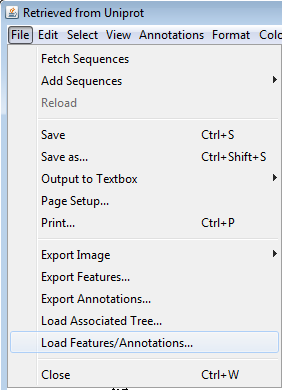 Retrieved from Uniprot
File Edit Select View Annotations Format
Fetch Sequences
Add Sequences
Reload
Save Ctrl+S
Save as... Ctrl+Shift+S
Output to Textbox
Page Setup...
Print... Ctrl+P
Export Image
Export Features...
Export Annotations...
Load Associated Tree...
Load Features/Annotations...
Close Ctrl+W